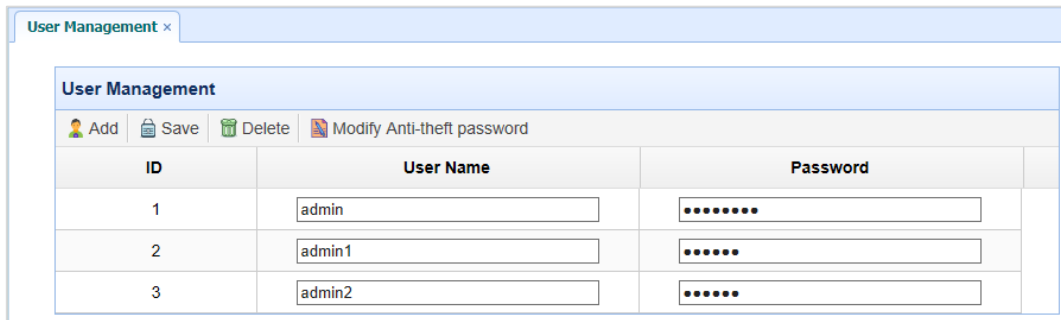 User Management ×
User Management
Add Save Delete Modify Anti-theft password
ID User Name Password
1 admin ••••••••
2 admin1 ••••••
3 admin2 ••••••